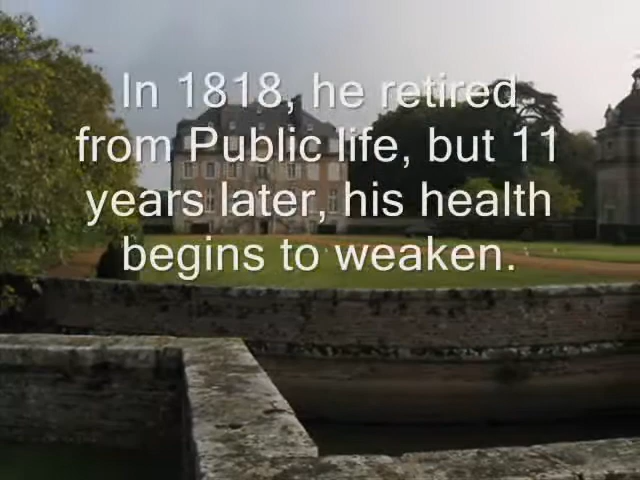 In 1818, he retired
from Public life, but 11
years later, his health
begins to weaken.